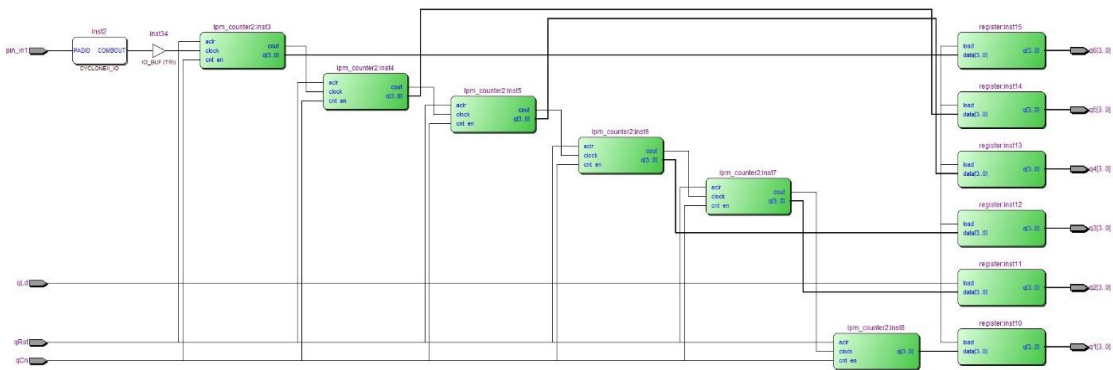 pin_in1
inst2
PADIO COMBOUT
CYCLONEII_IO
inst34
IO_BUF (TRI)
lpm_counter2:inst3
aclr
clock
cnt_en
cout
q[3..0]
lpm_counter2:inst4
aclr
clock
cnt_en
cout
q[3..0]
lpm_counter2:inst5
aclr
clock
cnt_en
cout
q[3..0]
lpm_counter2:inst6
aclr
clock
cnt_en
cout
q[3..0]
lpm_counter2:inst7
aclr
clock
cnt_en
cout
q[3..0]
lpm_counter2:inst8
aclr
clock
cnt_en
q[3..0]
register:inst15
load
data[3..0]
q[3..0]
q6[3..0]
register:inst14
load
data[3..0]
q[3..0]
q5[3..0]
register:inst13
load
data[3..0]
q[3..0]
q4[3..0]
register:inst12
load
data[3..0]
q[3..0]
q3[3..0]
register:inst11
load
data[3..0]
q[3..0]
q2[3..0]
register:inst10
load
data[3..0]
q[3..0]
q1[3..0]
qLd
qRst
qCn